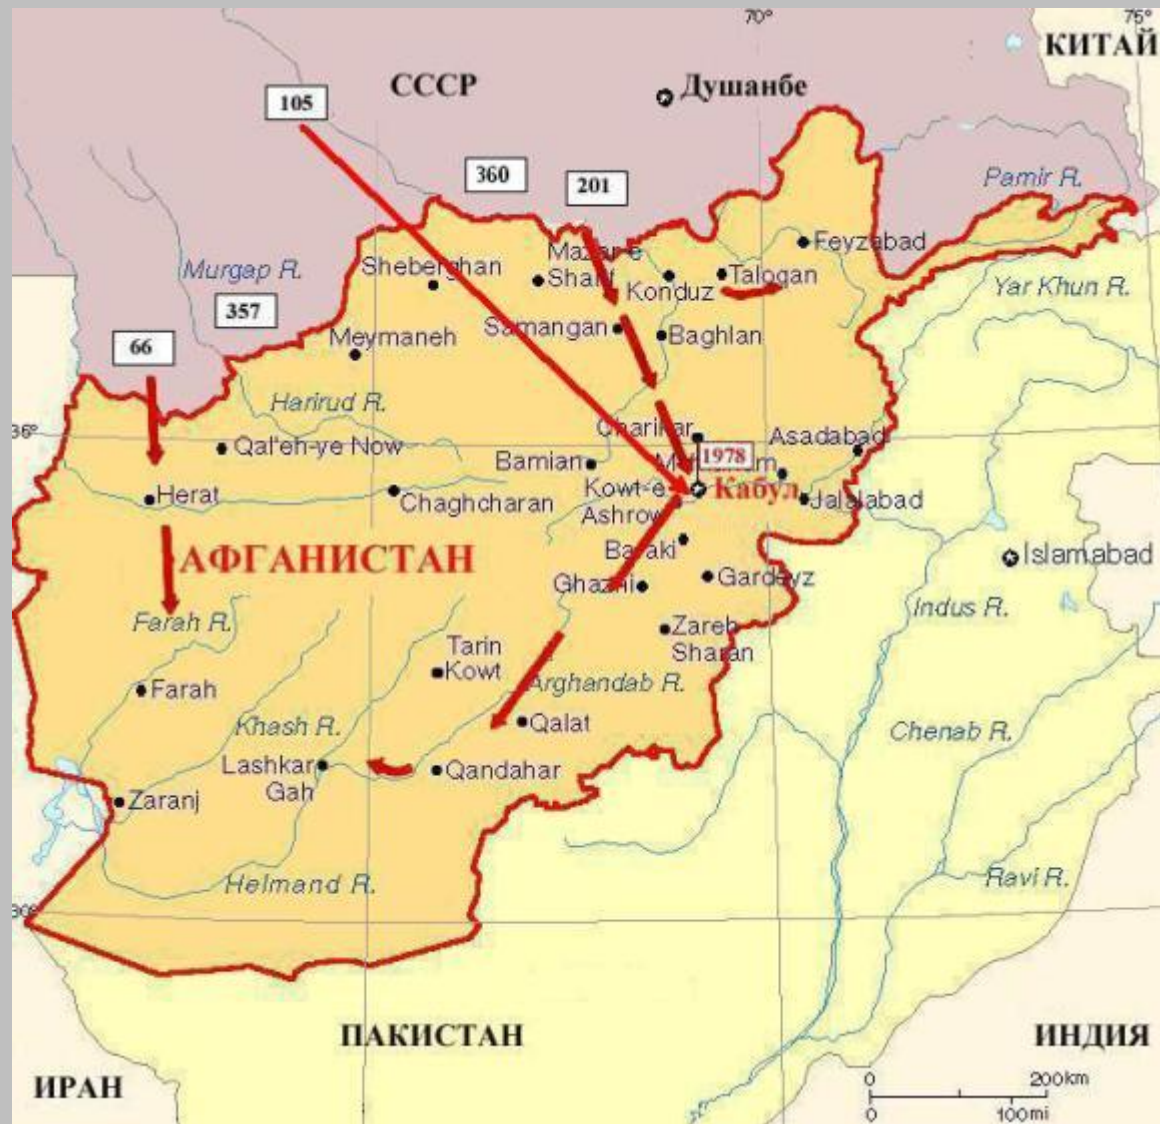 70°
75°
КИТАЙ
СССР
Душанбе
105
360
201
Pamir R.
Feyzabad
Mazar-e
Sharif
Murgap R.
Sheberghan
Talogan
Konduz
Yar Khun R.
357
Samangan
Baghlan
Meymaneh
66
Harirud R.
35°
Charikar
Asadabad
Qal'eh-ye Now
1978
Bamian
Herat
Chaghcharan
Kowt-e
Ashrow
Кабул
Jalalabad
Baraki
Islamabad
АФГАНИСТАН
Ghazni
Gardeyz
Indus R.
Farah R.
Zareh
Sharan
Tarin
Kowt
Farah
Arghandab R.
Khash R.
Qalat
Chenab R.
Lashkar
Gah
Qandahar
Zaranj
Helmand R.
Ravi R.
30°
ПАКИСТАН
ИНДИЯ
ИРАН
0
200km
0
100mi